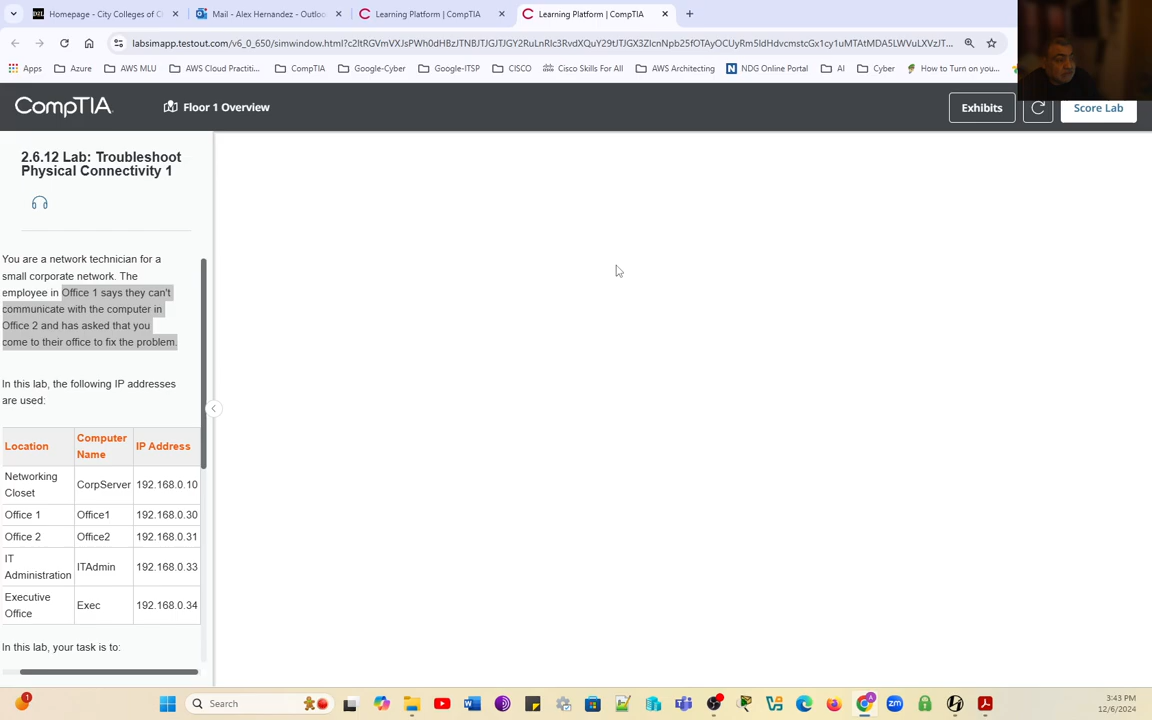 Homepage - City Colleges of C
Mail - Alex Hernandez - Outloo
Learning Platform | CompTIA
Learning Platform | CompTIA
labsimapp.testout.com/v6_0_650/simwindow.html?
Apps
Azure
AWS MLU
AWS Cloud Practiti...
CompTIA
Google-Cyber
Google-ITSP
CISCO
Cisco Skills For All
AWS Architecting
NDG Online Portal
AI
Cyber
How to Turn on you...
CompTIA.
Floor 1 Overview
Exhibits
Score Lab
2.6.12 Lab: Troubleshoot
Physical Connectivity 1
You are a network technician for a
small corporate network. The
employee in Office 1 says they can't
communicate with the computer in
Office 2 and has asked that you
come to their office to fix the problem.
In this lab, the following IP addresses
are used:
Location Computer Name IP Address
Networking Closet CorpServer 192.168.0.10
Office 1 Office1 192.168.0.30
Office 2 Office2 192.168.0.31
IT Administration ITAdmin 192.168.0.33
Executive Office Exec 192.168.0.34
In this lab, your task is to:
1
Search
3:43 PM
12/6/2024